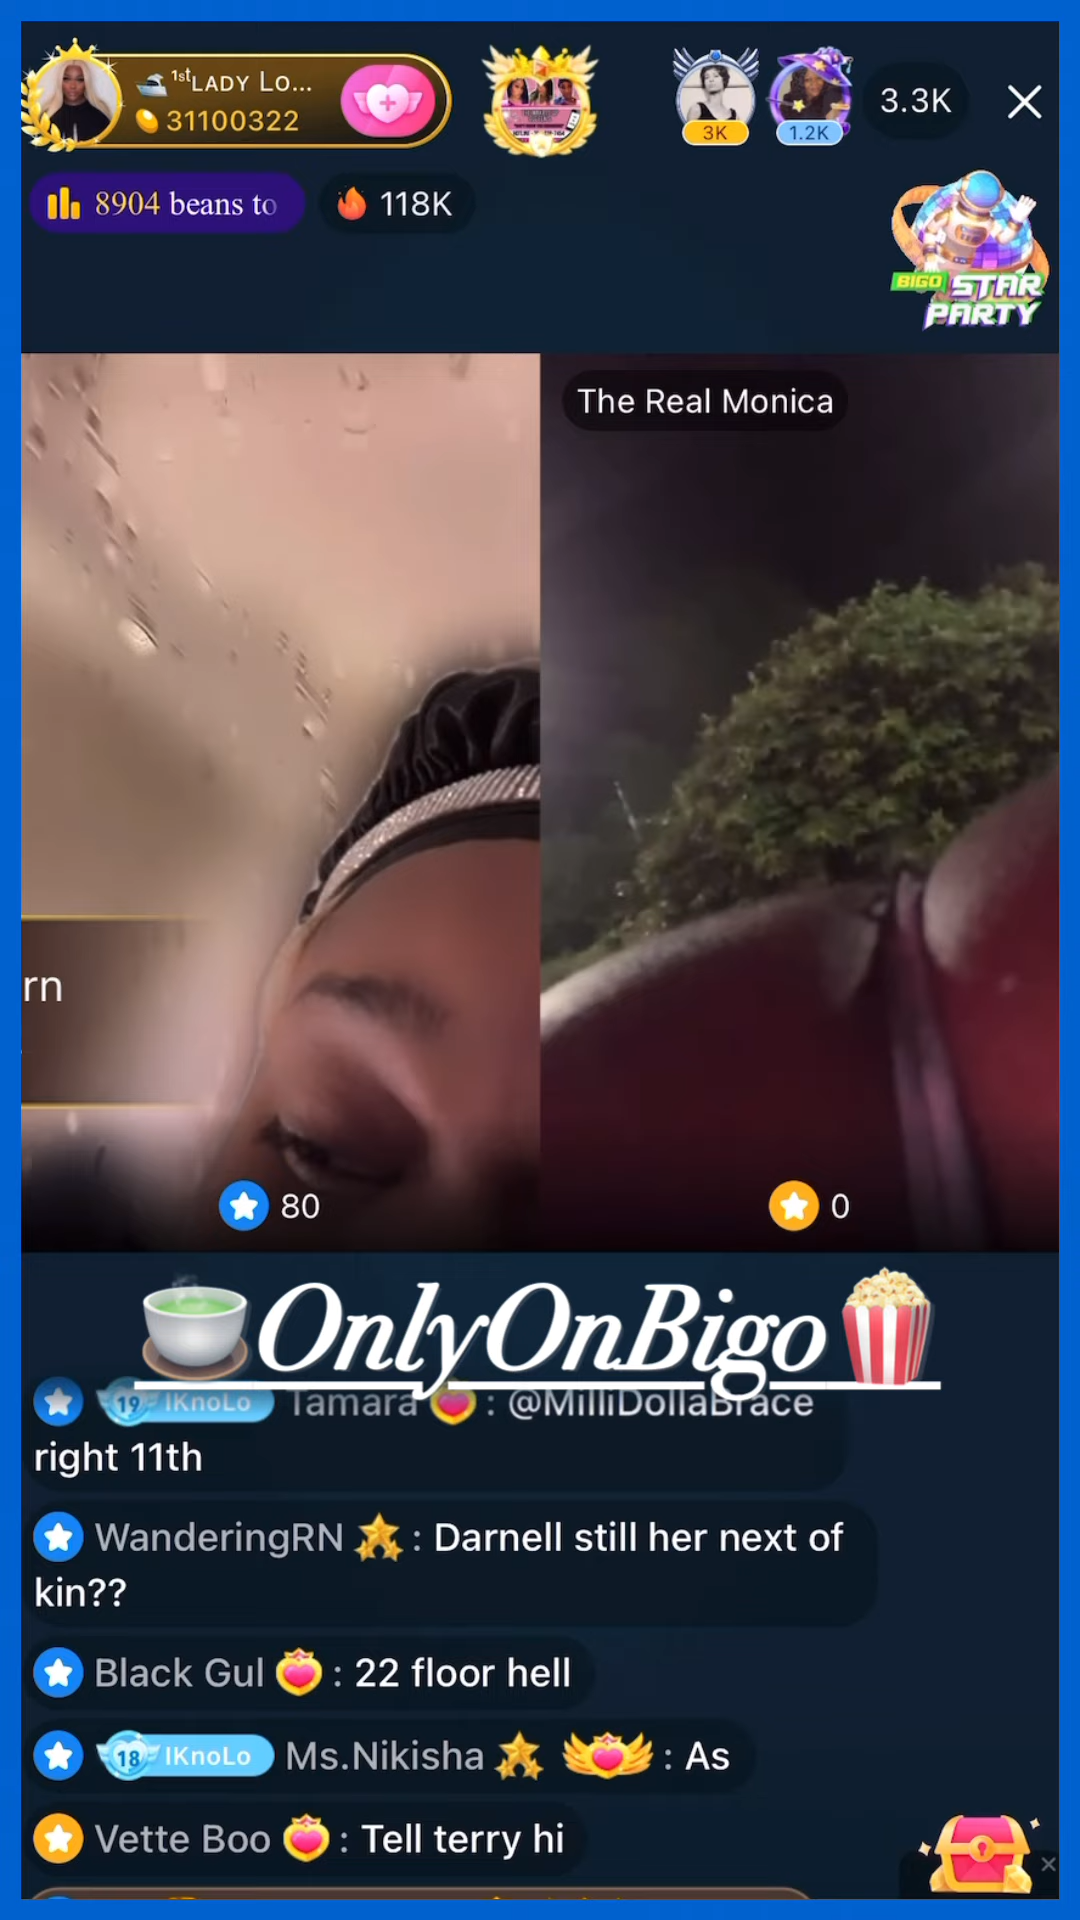 1st LADY LO...
31100322
3K
1.2K
3.3K
8904 beans to
118K
BIGO STAR
PARTY
The Real Monica
rn
80
0
OnlyOnBigo
19 IKnoLo Tamara : @MilliDollaBrace
right 11th
WanderingRN : Darnell still her next of
kin??
Black Gul : 22 floor hell
18 IKnoLo Ms.Nikisha : As
Vette Boo : Tell terry hi